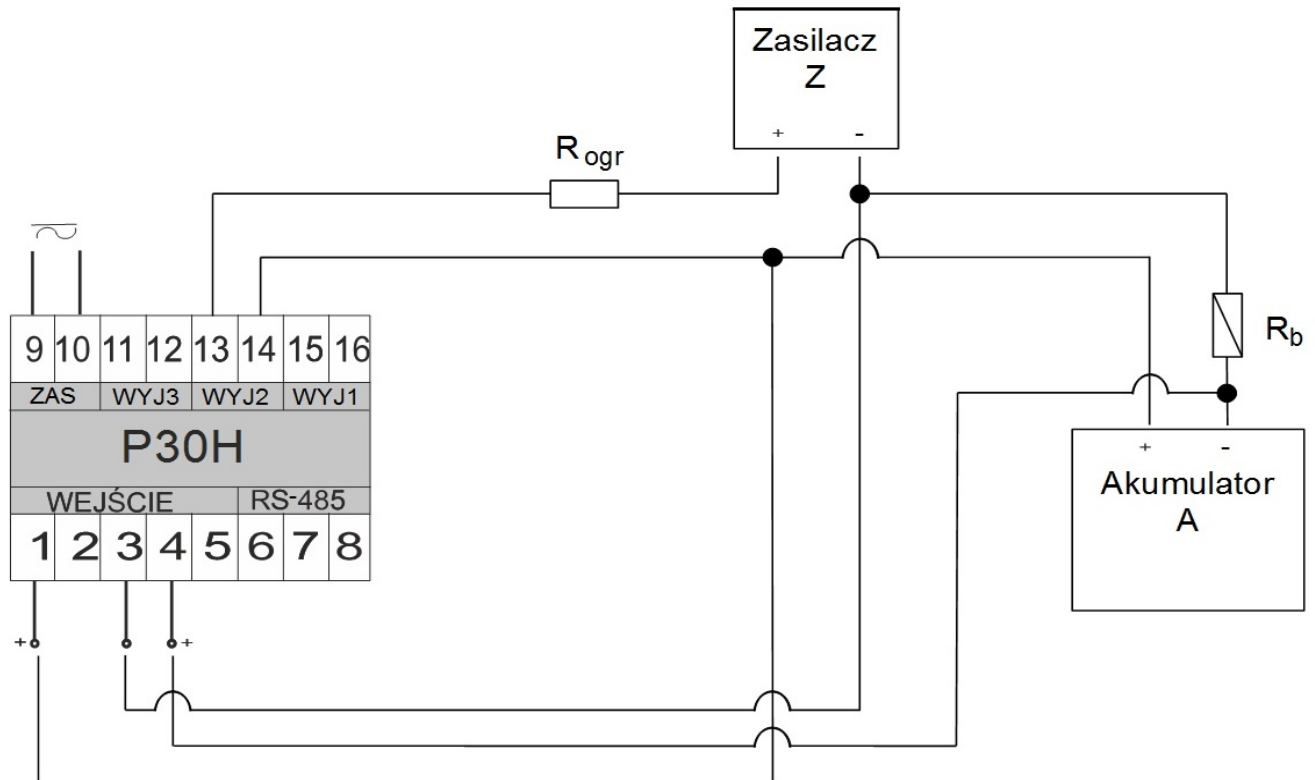 Zasilacz
Z
+ -
R ogr
R b
9 10 11 12 13 14 15 16
ZAS WYJ3 WYJ2 WYJ1
P30H
WEJŚCIE RS-485
1 2 3 4 5 6 7 8
+ -
Akumulator
A
+ +